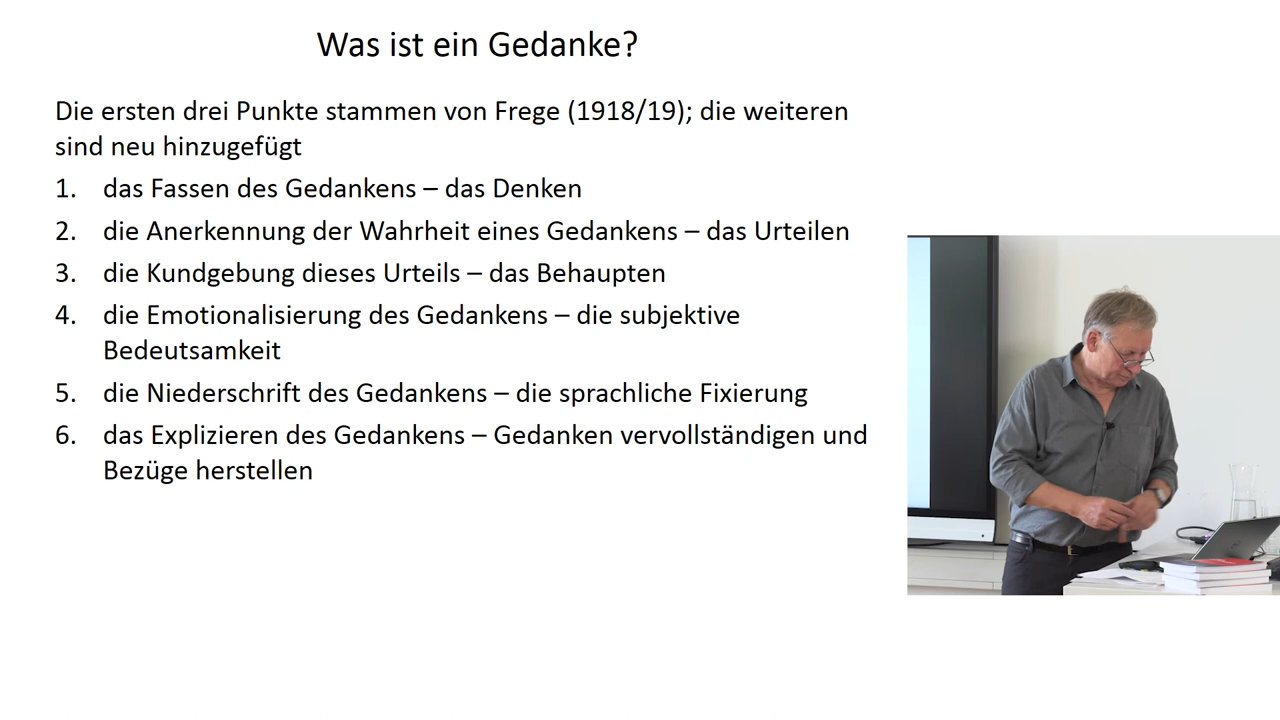 Was ist ein Gedanke?
Die ersten drei Punkte stammen von Frege (1918/19); die weiteren
sind neu hinzugefügt
1. das Fassen des Gedankens – das Denken
2. die Anerkennung der Wahrheit eines Gedankens – das Urteilen
3. die Kundgebung dieses Urteils – das Behaupten
4. die Emotionalisierung des Gedankens – die subjektive
Bedeutsamkeit
5. die Niederschrift des Gedankens – die sprachliche Fixierung
6. das Explizieren des Gedankens – Gedanken vervollständigen und
Bezüge herstellen